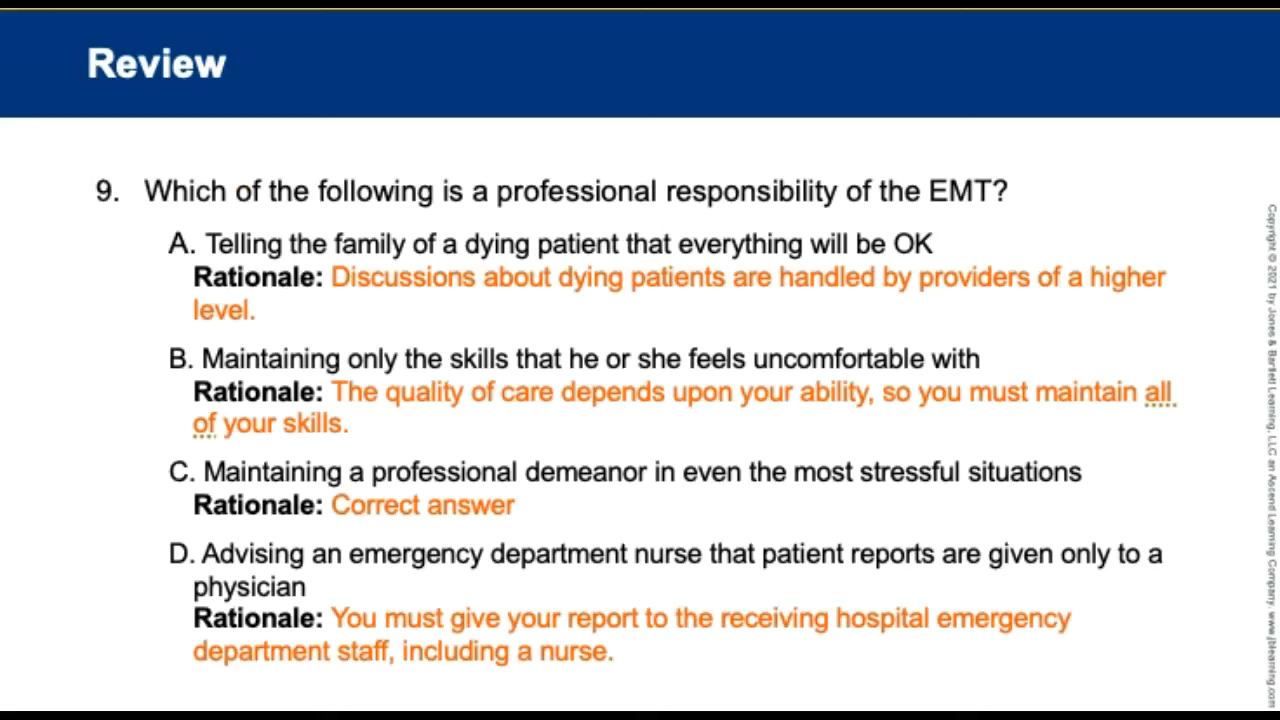 Review
9. Which of the following is a professional responsibility of the EMT?
A. Telling the family of a dying patient that everything will be OK
Rationale: Discussions about dying patients are handled by providers of a higher
level.
B. Maintaining only the skills that he or she feels uncomfortable with
Rationale: The quality of care depends upon your ability, so you must maintain all
of your skills.
C. Maintaining a professional demeanor in even the most stressful situations
Rationale: Correct answer
D. Advising an emergency department nurse that patient reports are given only to a
physician
Rationale: You must give your report to the receiving hospital emergency
department staff, including a nurse.
Copyright © 2021 by Jones & Bartlett Learning, LLC an Ascend Learning Company. www.jblearning.com